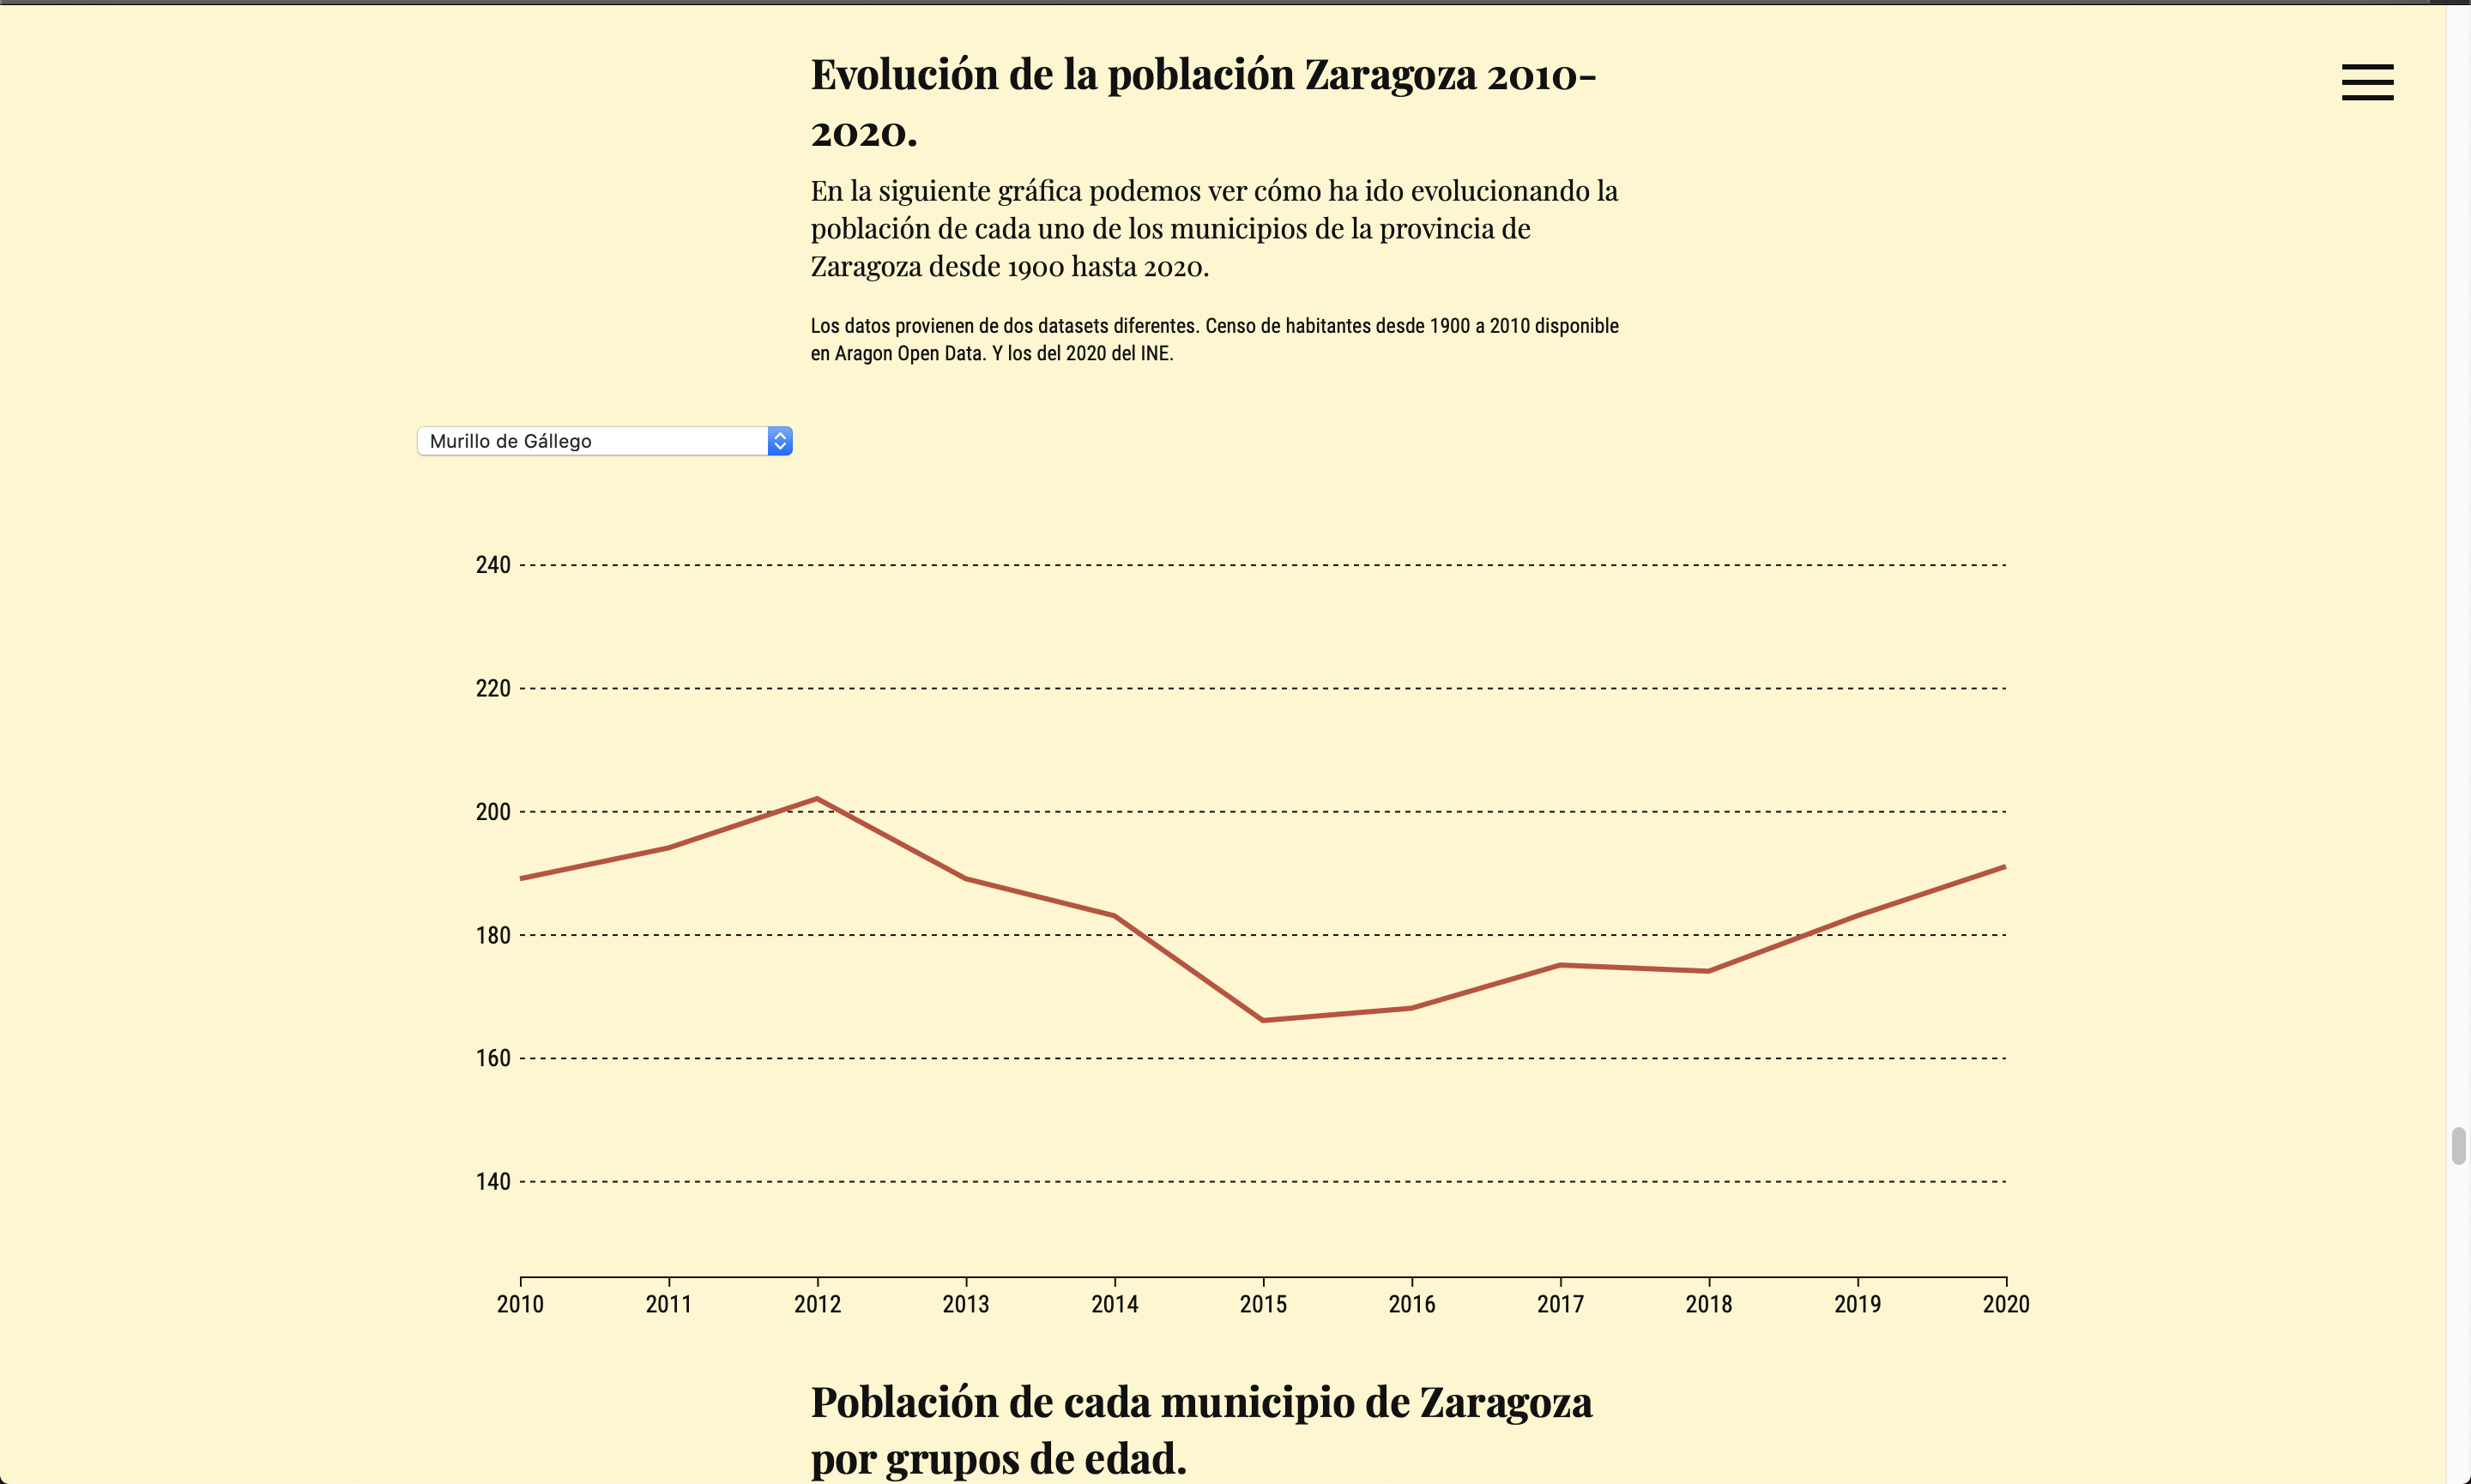 Evolución de la población Zaragoza 2010-
2020.
En la siguiente gráfica podemos ver cómo ha ido evolucionando la
población de cada uno de los municipios de la provincia de
Zaragoza desde 1900 hasta 2020.
Los datos provienen de dos datasets diferentes. Censo de habitantes desde 1900 a 2010 disponible
en Aragon Open Data. Y los del 2020 del INE.
Murillo de Gállego
240
220
200
180
160
140
2010 2011 2012 2013 2014 2015 2016 2017 2018 2019 2020
Población de cada municipio de Zaragoza
por grupos de edad.